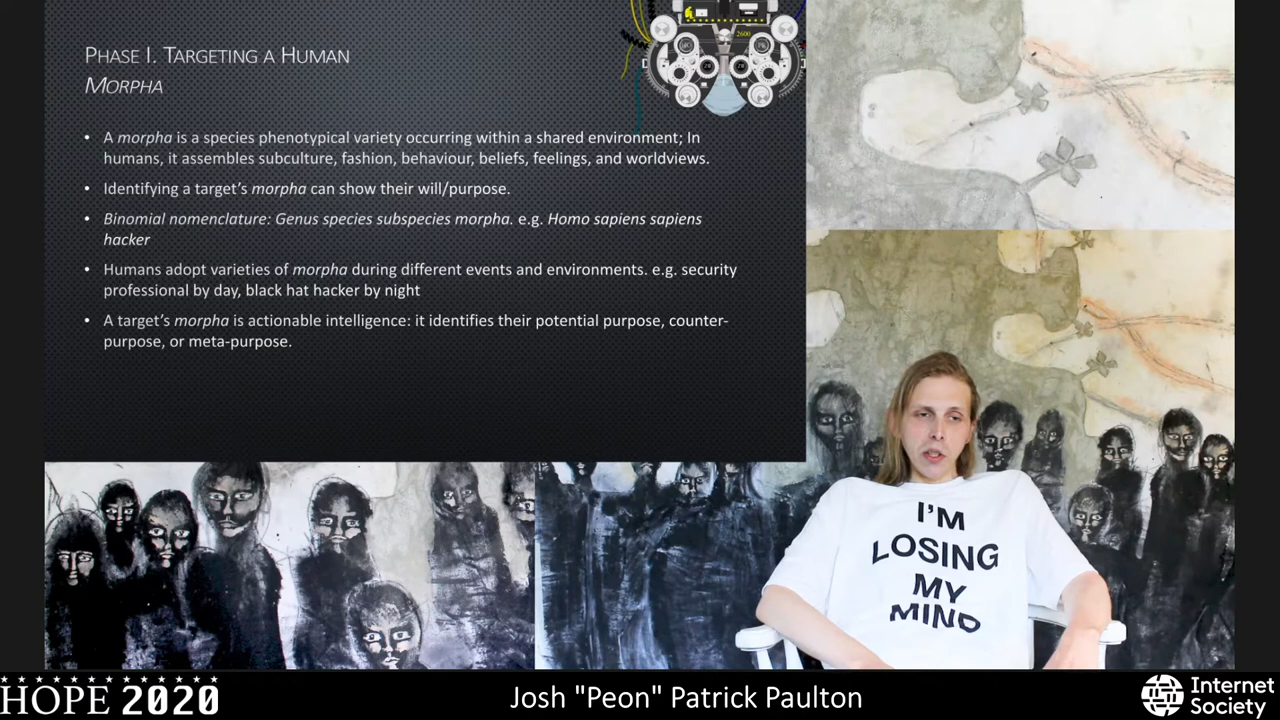 PHASE I. TARGETING A HUMAN
MORPHA
• A morpha is a species phenotypical variety occurring within a shared environment; In
humans, it assembles subculture, fashion, behaviour, beliefs, feelings, and worldviews.
• Identifying a target's morpha can show their will/purpose.
• Binomial nomenclature: Genus species subspecies morpha. e.g. Homo sapiens sapiens
hacker
• Humans adopt varieties of morpha during different events and environments. e.g. security
professional by day, black hat hacker by night
• A target's morpha is actionable intelligence: it identifies their potential purpose, counter-
purpose, or meta-purpose.
2600
I'M
LOSING
MY
MIND
HOPE 2020
Josh "Peon" Patrick Paulton
Internet
Society